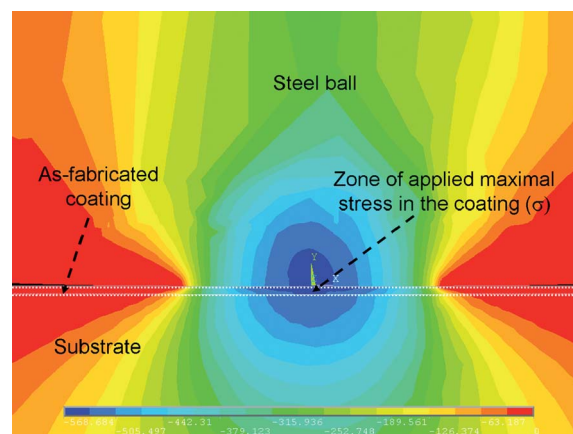 Steel ball
As-fabricated
coating
Zone of applied maximal
stress in the coating (σ)
Y
X
Substrate
-568.684 -442.31 -315.936 -189.561 -63.187
-505.497 -379.123 -252.748 -126.374 0